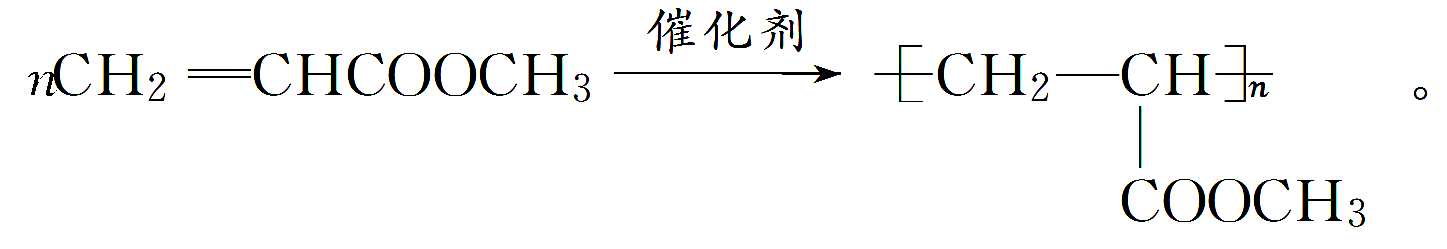 催化剂
nCH₂═CHCOOCH₃ ⟶ ⁅CH₂—CH⁆ₙ 。
COOCH₃